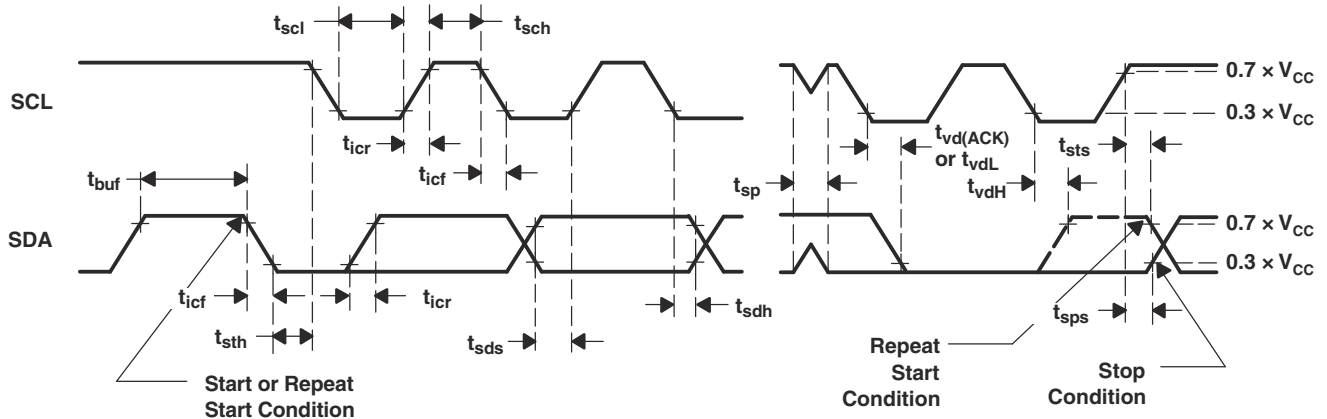 tscl
tsch
0.7 × VCC
SCL
0.3 × VCC
ticr
tvd(ACK)
or tvdL
tsts
tbuf
ticf
tsp
tvdH
0.7 × VCC
SDA
0.3 × VCC
ticf
ticr
tsdh
tsps
tsth
tsds
Repeat
Start
Condition
Stop
Condition
Start or Repeat
Start Condition